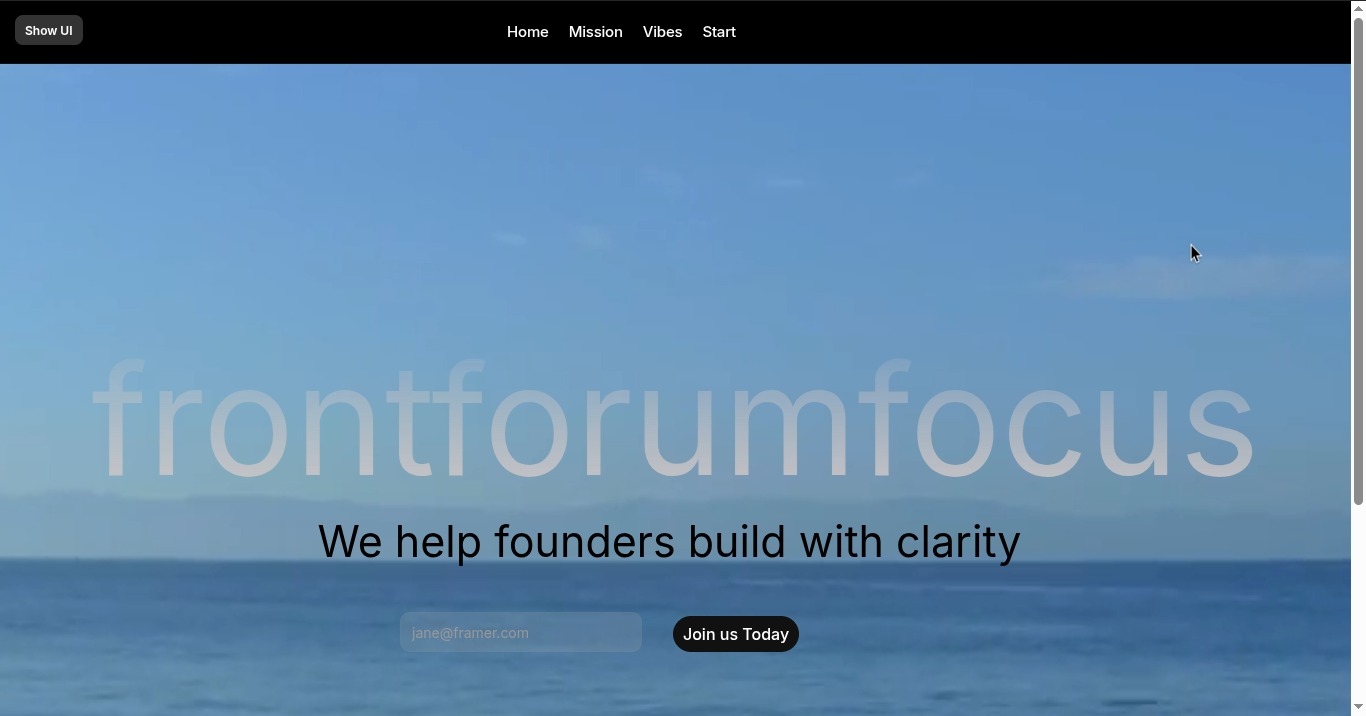 Show UI
Home Mission Vibes Start
frontforumfocus
We help founders build with clarity
jane@framer.com
Join us Today